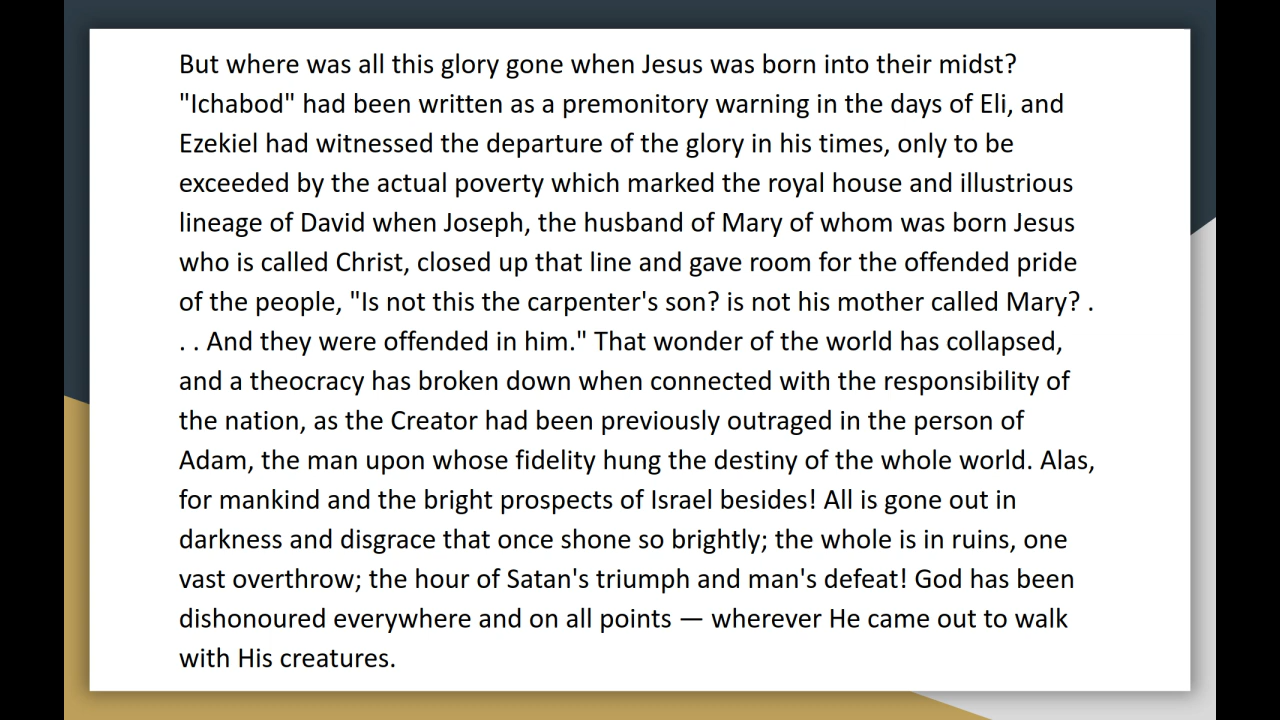 But where was all this glory gone when Jesus was born into their midst?
"Ichabod" had been written as a premonitory warning in the days of Eli, and
Ezekiel had witnessed the departure of the glory in his times, only to be
exceeded by the actual poverty which marked the royal house and illustrious
lineage of David when Joseph, the husband of Mary of whom was born Jesus
who is called Christ, closed up that line and gave room for the offended pride
of the people, "Is not this the carpenter's son? is not his mother called Mary? .
. . And they were offended in him." That wonder of the world has collapsed,
and a theocracy has broken down when connected with the responsibility of
the nation, as the Creator had been previously outraged in the person of
Adam, the man upon whose fidelity hung the destiny of the whole world. Alas,
for mankind and the bright prospects of Israel besides! All is gone out in
darkness and disgrace that once shone so brightly; the whole is in ruins, one
vast overthrow; the hour of Satan's triumph and man's defeat! God has been
dishonoured everywhere and on all points — wherever He came out to walk
with His creatures.